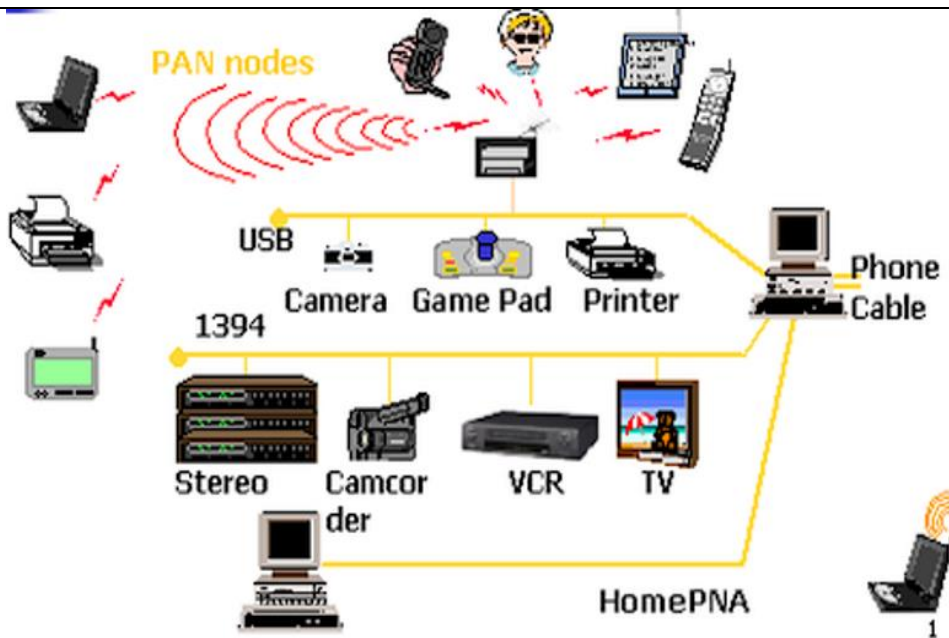 PAN nodes
USB
Camera
Game Pad
Printer
Phone
Cable
1394
Stereo
Camcor
der
VCR
TV
HomePNA
1